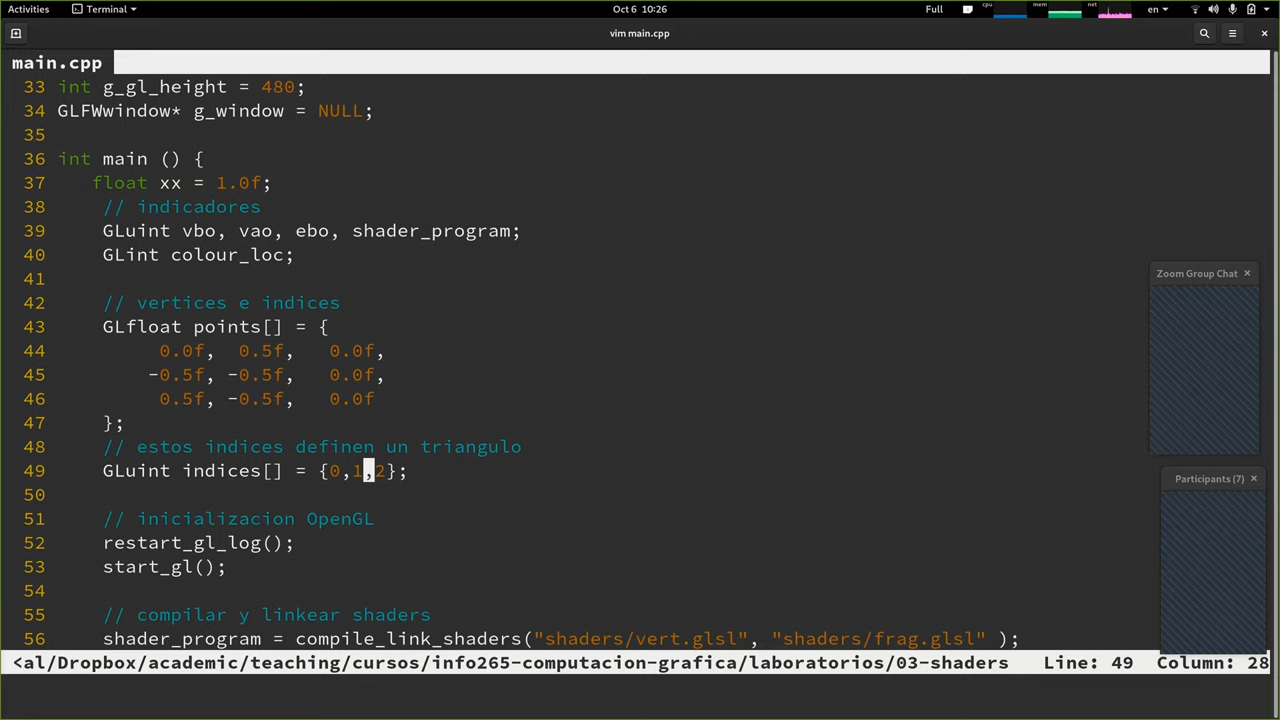 Activities Terminal Oct 6 10:26 Full cpu mem net en
vim main.cpp
main.cpp
33 int g_gl_height = 480;
34 GLFWwindow* g_window = NULL;
35
36 int main () {
37 float xx = 1.0f;
38 // indicadores
39 GLuint vbo, vao, ebo, shader_program;
40 GLint colour_loc;
41
42 // vertices e indices
43 GLfloat points[] = {
44 0.0f, 0.5f, 0.0f,
45 -0.5f, -0.5f, 0.0f,
46 0.5f, -0.5f, 0.0f
47 };
48 // estos indices definen un triangulo
49 GLuint indices[] = {0,1,2};
50
51 // inicializacion OpenGL
52 restart_gl_log();
53 start_gl();
54
55 // compilar y linkear shaders
56 shader_program = compile_link_shaders("shaders/vert.glsl", "shaders/frag.glsl" );
Zoom Group Chat
Participants (7)
<al/Dropbox/academic/teaching/cursos/info265-computacion-grafica/laboratorios/03-shaders Line: 49 Column: 28